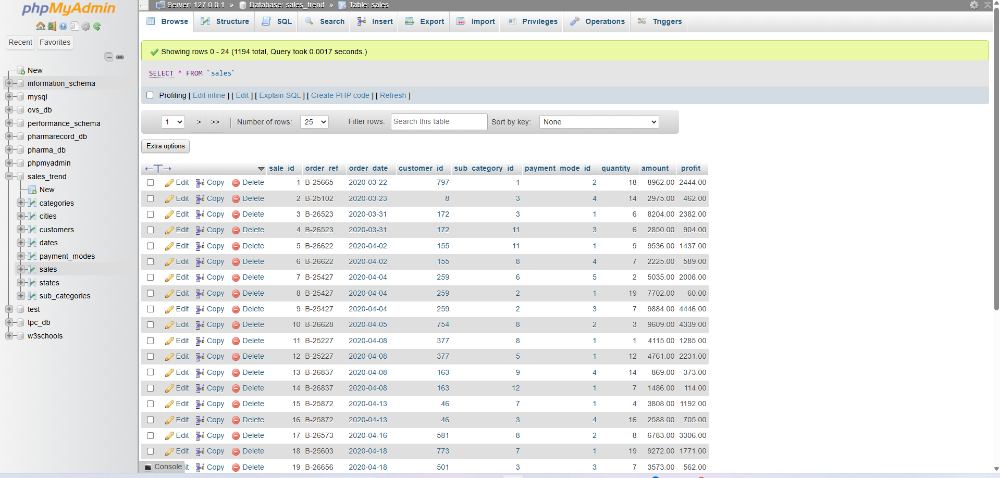 phpMyAdmin
Recent Favorites
New
information_schema
mysql
ovs_db
performance_schema
pharmarecord_db
pharma_db
phpmyadmin
sales_trend
New
categories
cities
customers
dates
payment_modes
sales
states
sub_categories
test
tpc_db
w3schools
← Server: 127.0.0.1 » Database: sales_trend » Table: sales
Browse Structure SQL Search Insert Export Import Privileges Operations Triggers
Showing rows 0 - 24 (1194 total, Query took 0.0017 seconds.)
SELECT * FROM `sales`
Profiling [ Edit inline ] [ Edit ] [ Explain SQL ] [ Create PHP code ] [ Refresh ]
1 > >> | Number of rows: 25 Filter rows: Search this table Sort by key: None
Extra options
←T→ sale_id order_ref order_date customer_id sub_category_id payment_mode_id quantity amount profit
Edit Copy Delete 1 B-25665 2020-03-22 797 1 2 18 8962.00 2444.00
Edit Copy Delete 2 B-25102 2020-03-23 8 3 4 14 2975.00 462.00
Edit Copy Delete 3 B-26523 2020-03-31 172 3 1 6 8204.00 2382.00
Edit Copy Delete 4 B-26523 2020-03-31 172 11 3 6 2850.00 904.00
Edit Copy Delete 5 B-26622 2020-04-02 155 11 1 9 9536.00 1437.00
Edit Copy Delete 6 B-26622 2020-04-02 155 8 4 7 2225.00 589.00
Edit Copy Delete 7 B-25427 2020-04-04 259 6 5 2 5035.00 2008.00
Edit Copy Delete 8 B-25427 2020-04-04 259 2 1 19 7702.00 60.00
Edit Copy Delete 9 B-25427 2020-04-04 259 2 3 7 9884.00 4446.00
Edit Copy Delete 10 B-26628 2020-04-05 754 8 2 3 9609.00 4339.00
Edit Copy Delete 11 B-25227 2020-04-08 377 8 1 1 4115.00 1285.00
Edit Copy Delete 12 B-25227 2020-04-08 377 5 1 12 4761.00 2231.00
Edit Copy Delete 13 B-26837 2020-04-08 163 9 4 14 869.00 373.00
Edit Copy Delete 14 B-26837 2020-04-08 163 12 1 7 1486.00 114.00
Edit Copy Delete 15 B-25872 2020-04-13 46 7 1 4 3808.00 1192.00
Edit Copy Delete 16 B-25872 2020-04-13 46 3 4 16 2588.00 705.00
Edit Copy Delete 17 B-26573 2020-04-16 581 8 2 8 6783.00 3306.00
Edit Copy Delete 18 B-25603 2020-04-18 773 7 1 19 9272.00 1771.00
Console it Copy Delete 19 B-26656 2020-04-18 501 3 3 7 3573.00 562.00